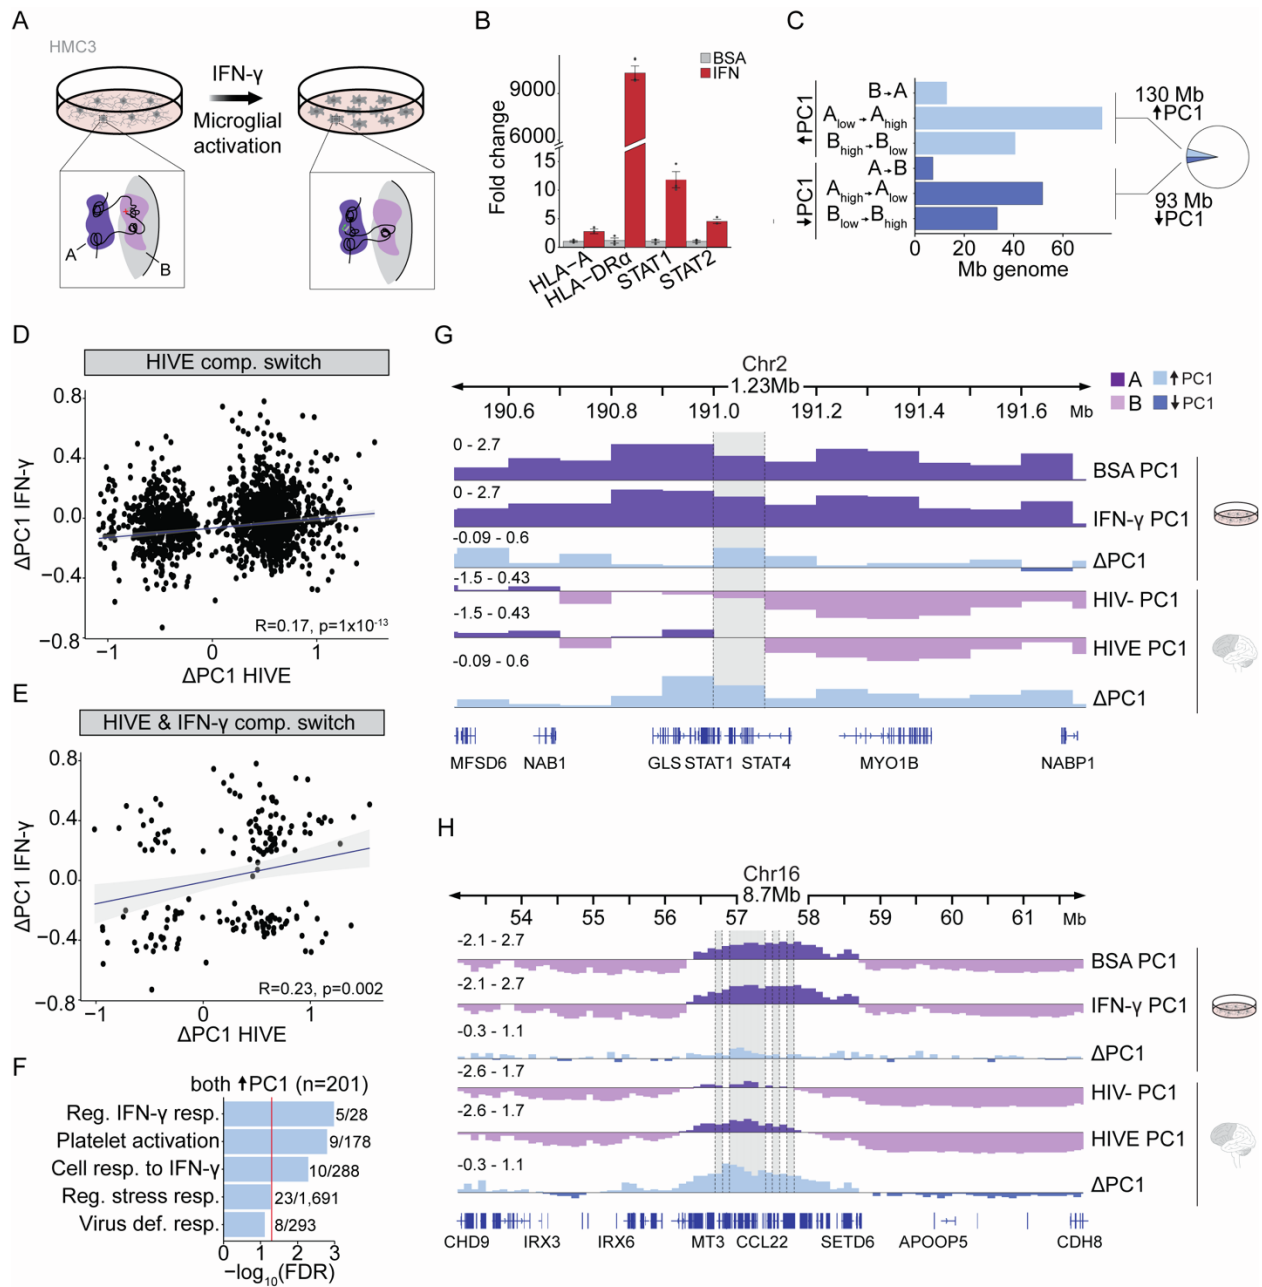 A
HMC3
IFN-γ
Microglial
activation
A
B
B
Fold change
9000
6000
15
10
5
0
BSA
IFN
HLA−A
HLA−DRα
STAT1
STAT2
C
↑PC1
↓PC1
B→A
Alow→Ahigh
Bhigh→Blow
A→B
Ahigh→Alow
Blow→Bhigh
0 20 40 60
Mb genome
130 Mb
↑PC1
93 Mb
↓PC1
D
HIVE comp. switch
ΔPC1 IFN-γ
0.8
0.4
0.0
−0.4
−0.8
R=0.17, p=1x10⁻¹³
−1 0 1
ΔPC1 HIVE
E
HIVE & IFN-γ comp. switch
ΔPC1 IFN-γ
0.8
0.4
0.0
−0.4
−0.8
R=0.23, p=0.002
−1 0 1
ΔPC1 HIVE
F
both ↑PC1 (n=201)
Reg. IFN-γ resp. 5/28
Platelet activation 9/178
Cell resp. to IFN-γ 10/288
Reg. stress resp. 23/1,691
Virus def. resp. 8/293
0 1 2 3
−log₁₀(FDR)
G
Chr2
1.23Mb
190.6 190.8 191.0 191.2 191.4 191.6 Mb
A ↑PC1
B ↓PC1
0 - 2.7
BSA PC1
0 - 2.7
IFN-γ PC1
-0.09 - 0.6
ΔPC1
-1.5 - 0.43
HIV- PC1
-1.5 - 0.43
HIVE PC1
-0.09 - 0.6
ΔPC1
MFSD6 NAB1 GLS STAT1 STAT4 MYO1B NABP1
H
Chr16
8.7Mb
54 55 56 57 58 59 60 61 Mb
-2.1 - 2.7
BSA PC1
-2.1 - 2.7
IFN-γ PC1
-0.3 - 1.1
ΔPC1
-2.6 - 1.7
HIV- PC1
-2.6 - 1.7
HIVE PC1
-0.3 - 1.1
ΔPC1
CHD9 IRX3 IRX6 MT3 CCL22 SETD6 APOOP5 CDH8